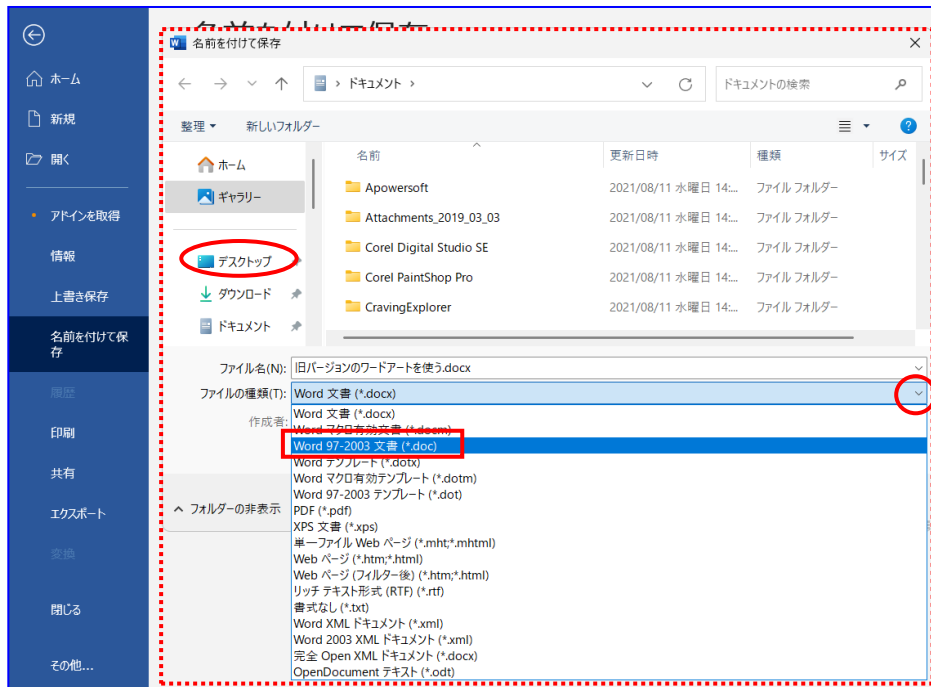 名前を付けて保存
名前を付けて保存
ホーム
新規
開く
アドインを取得
情報
上書き保存
名前を付けて保
存
履歴
印刷
共有
エクスポート
変換
閉じる
その他...
ドキュメント
ドキュメントの検索
整理
新しいフォルダー
ホーム
ギャラリー
デスクトップ
ダウンロード
ドキュメント
名前 更新日時 種類 サイズ
Apowersoft 2021/08/11 水曜日 14:... ファイル フォルダー
Attachments_2019_03_03 2021/08/11 水曜日 14:... ファイル フォルダー
Corel Digital Studio SE 2021/08/11 水曜日 14:... ファイル フォルダー
Corel PaintShop Pro 2021/08/11 水曜日 14:... ファイル フォルダー
CravingExplorer 2021/08/11 水曜日 14:... ファイル フォルダー
ファイル名(N): 旧バージョンのワードアートを使う.docx
ファイルの種類(T): Word 文書 (*.docx)
作成者:
フォルダーの非表示
Word 文書 (*.docx)
Word マクロ有効文書 (*.docm)
Word 97-2003 文書 (*.doc)
Word テンプレート (*.dotx)
Word マクロ有効テンプレート (*.dotm)
Word 97-2003 テンプレート (*.dot)
PDF (*.pdf)
XPS 文書 (*.xps)
単一ファイル Web ページ (*.mht;*.mhtml)
Web ページ (*.htm;*.html)
Web ページ (フィルター後) (*.htm;*.html)
リッチ テキスト形式 (RTF) (*.rtf)
書式なし (*.txt)
Word XML ドキュメント (*.xml)
Word 2003 XML ドキュメント (*.xml)
完全 Open XML ドキュメント (*.docx)
OpenDocument テキスト (*.odt)